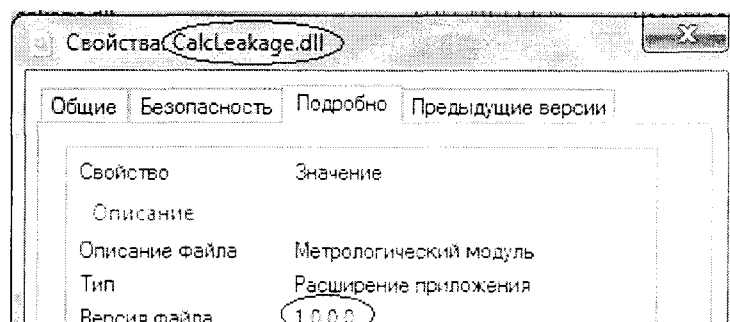 Свойства: CalcLeakage.dll
Общие Безопасность Подробно Предыдущие версии
Свойство Значение
Описание
Описание файла Метрологический модуль
Тип Расширение приложения
Версия файла 1.0.0.0